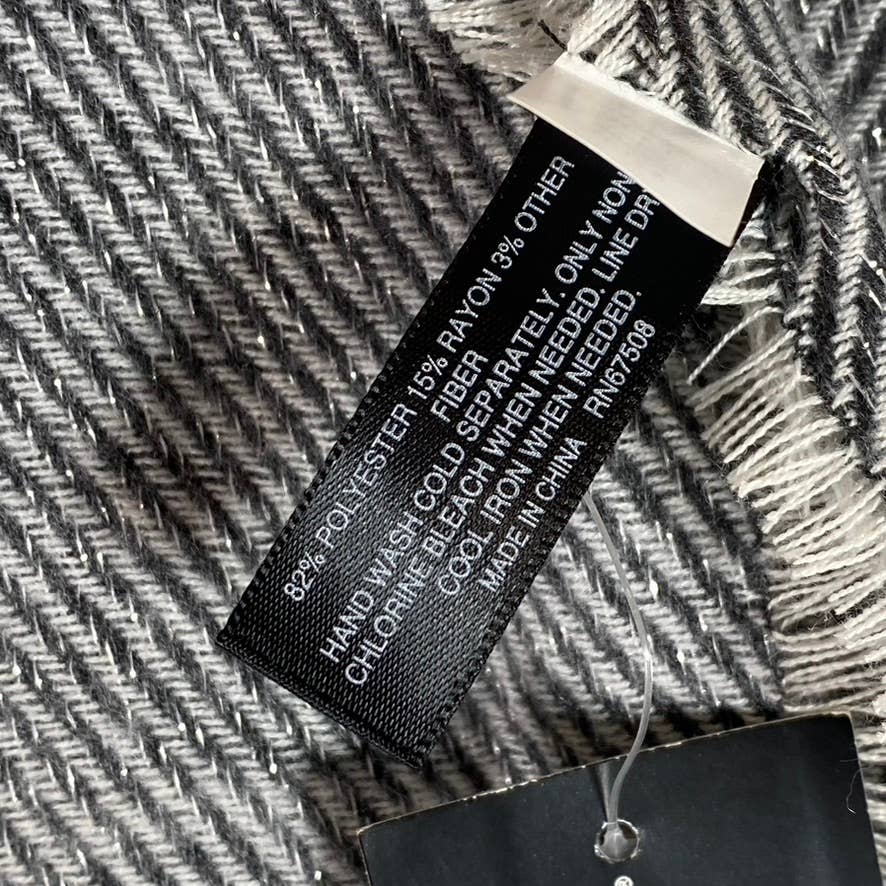 82% POLYESTER 15% RAYON 3% OTHER
FIBER
HAND WASH COLD SEPARATELY. ONLY NON
CHLORINE BLEACH WHEN NEEDED. LINE DR
COOL IRON WHEN NEEDED.
MADE IN CHINA RN67508
®